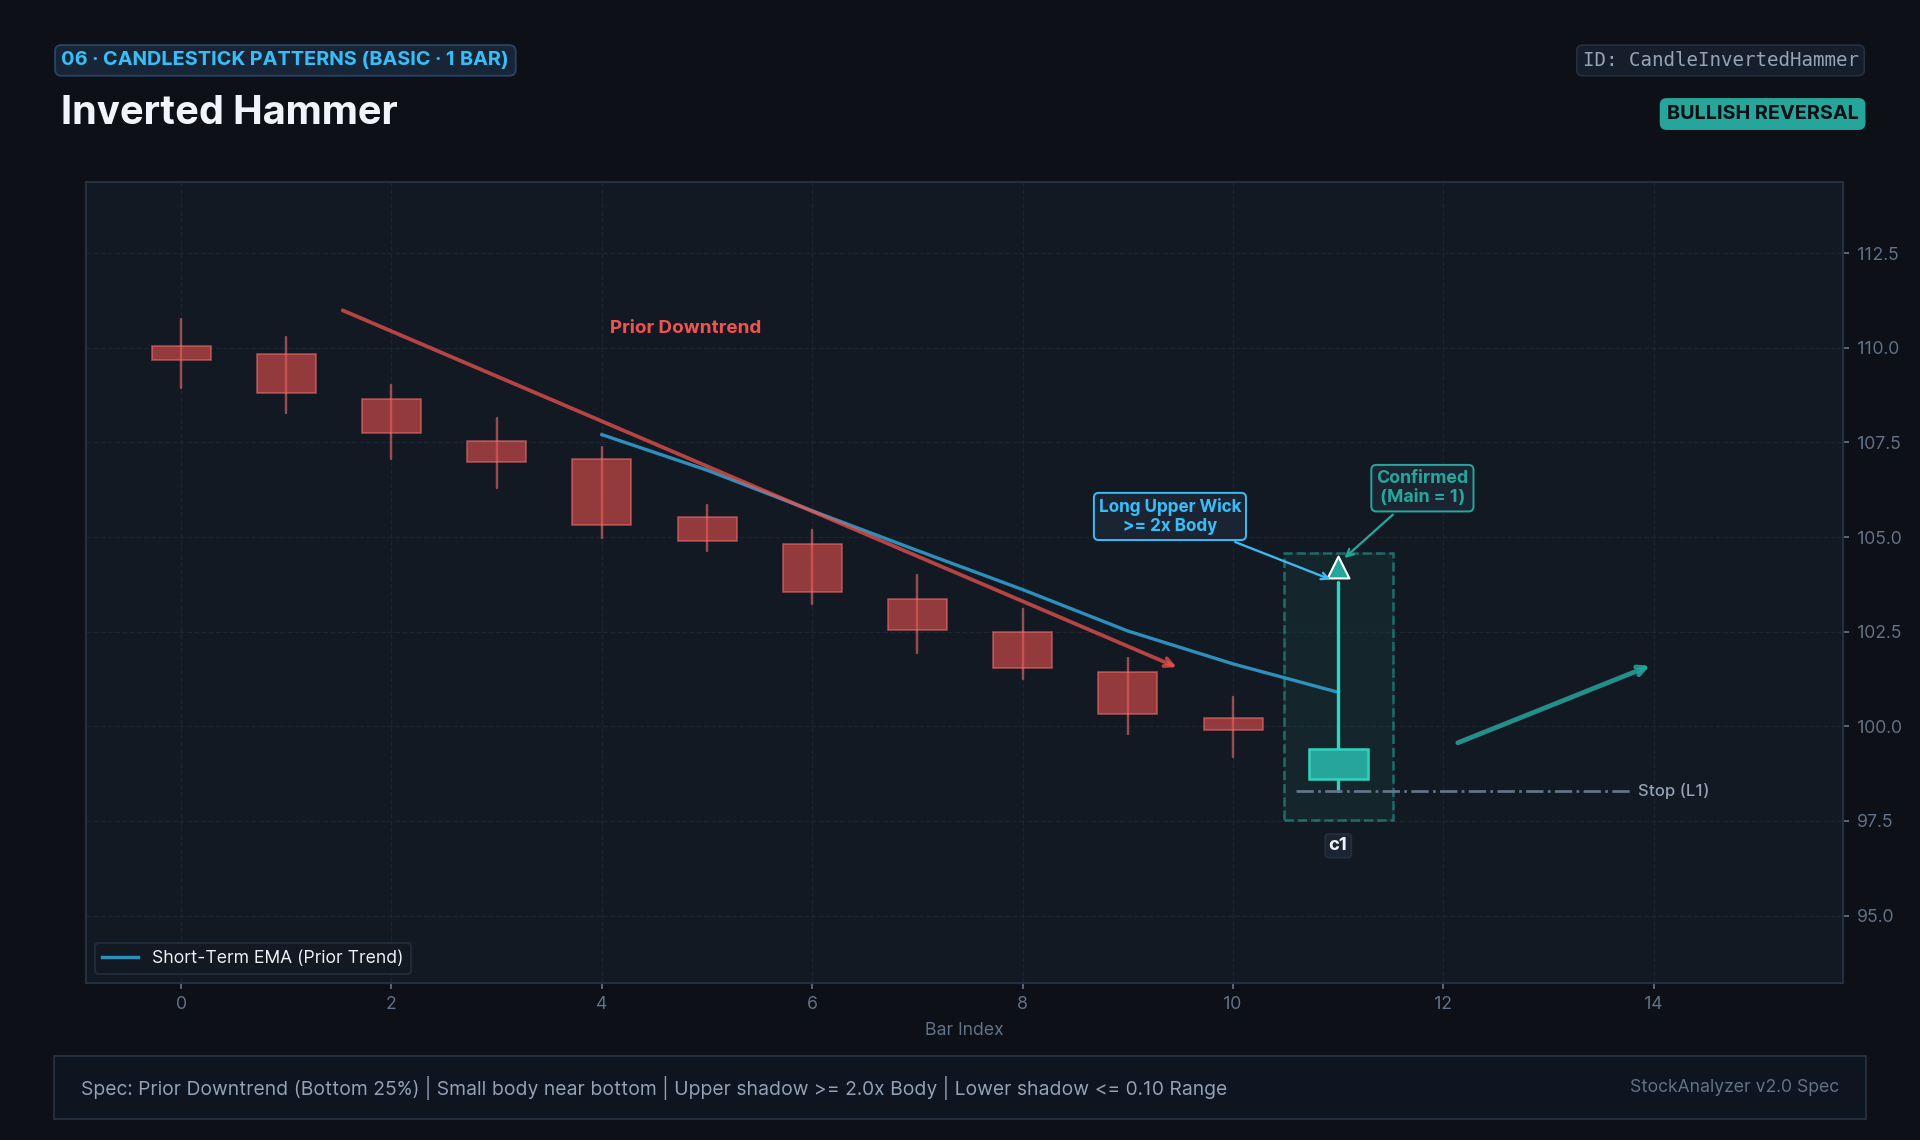 06 · CANDLESTICK PATTERNS (BASIC · 1 BAR)
ID: CandleInvertedHammer
Inverted Hammer
BULLISH REVERSAL
Prior Downtrend
Long Upper Wick
>= 2x Body
Confirmed
(Main = 1)
Stop (L1)
c1
112.5
110.0
107.5
105.0
102.5
100.0
97.5
95.0
Short-Term EMA (Prior Trend)
0
2
4
6
8
10
12
14
Bar Index
Spec: Prior Downtrend (Bottom 25%) | Small body near bottom | Upper shadow >= 2.0x Body | Lower shadow <= 0.10 Range
StockAnalyzer v2.0 Spec